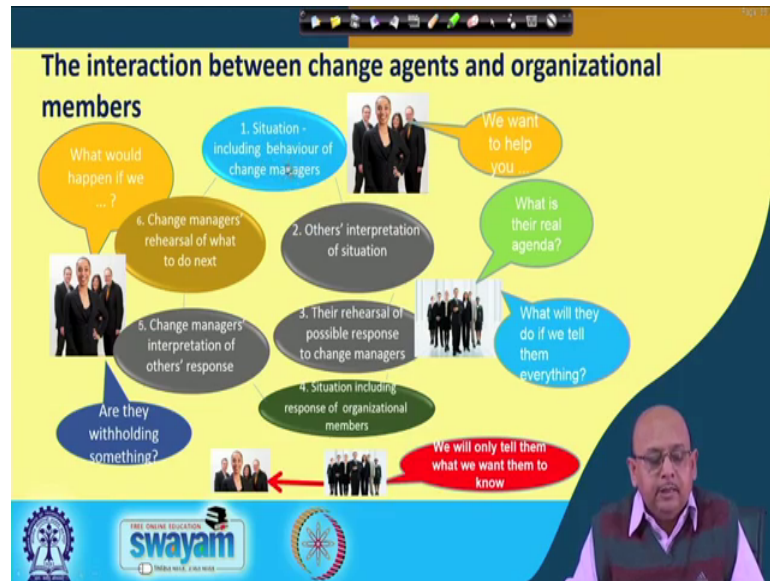 The interaction between change agents and organizational
members
1. Situation -
including behaviour of
change managers
We want
to help
you ...
What would
happen if we
... ?
What is
their real
agenda?
6. Change managers'
rehearsal of what
to do next
2. Others' interpretation
of situation
5. Change managers'
interpretation of
others' response
3. Their rehearsal of
possible response
to change managers
What will they
do if we tell
them
everything?
4. Situation including
response of organizational
members
Are they
withholding
something?
We will only tell them
what we want them to
know
FREE ONLINE EDUCATION
swayam